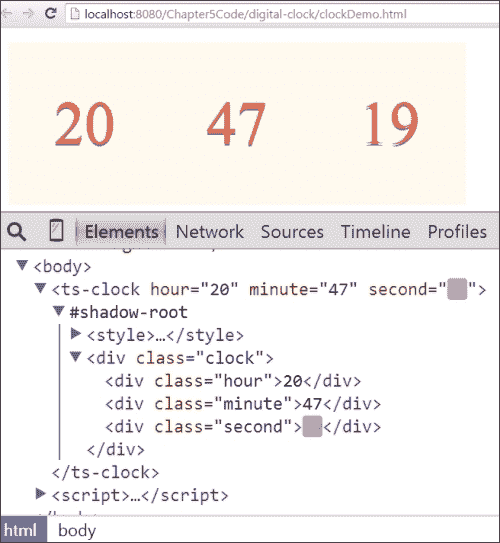 localhost:8080/Chapter5Code/digital-clock/clockDemo.html
20 47 19
Elements Network Sources Timeline Profiles
▼<body>
▼<ts-clock hour="20" minute="47" second="">
▼#shadow-root
▶<style>…</style>
▼<div class="clock">
<div class="hour">20</div>
<div class="minute">47</div>
<div class="second"></div>
</div>
</ts-clock>
▶<script>…</script>
html body